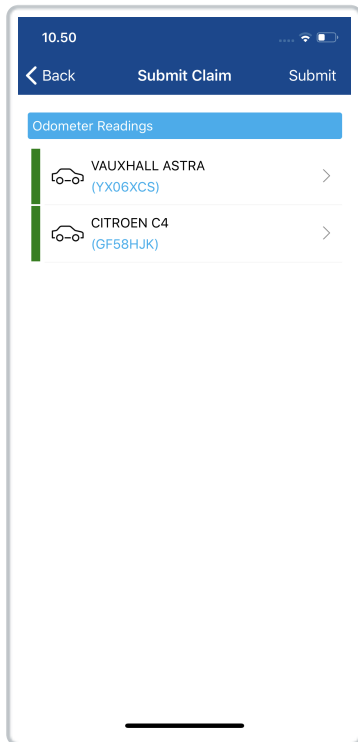 10.50
Back Submit Claim Submit
Odometer Readings
VAUXHALL ASTRA
(YX06XCS)
CITROEN C4
(GF58HJK)